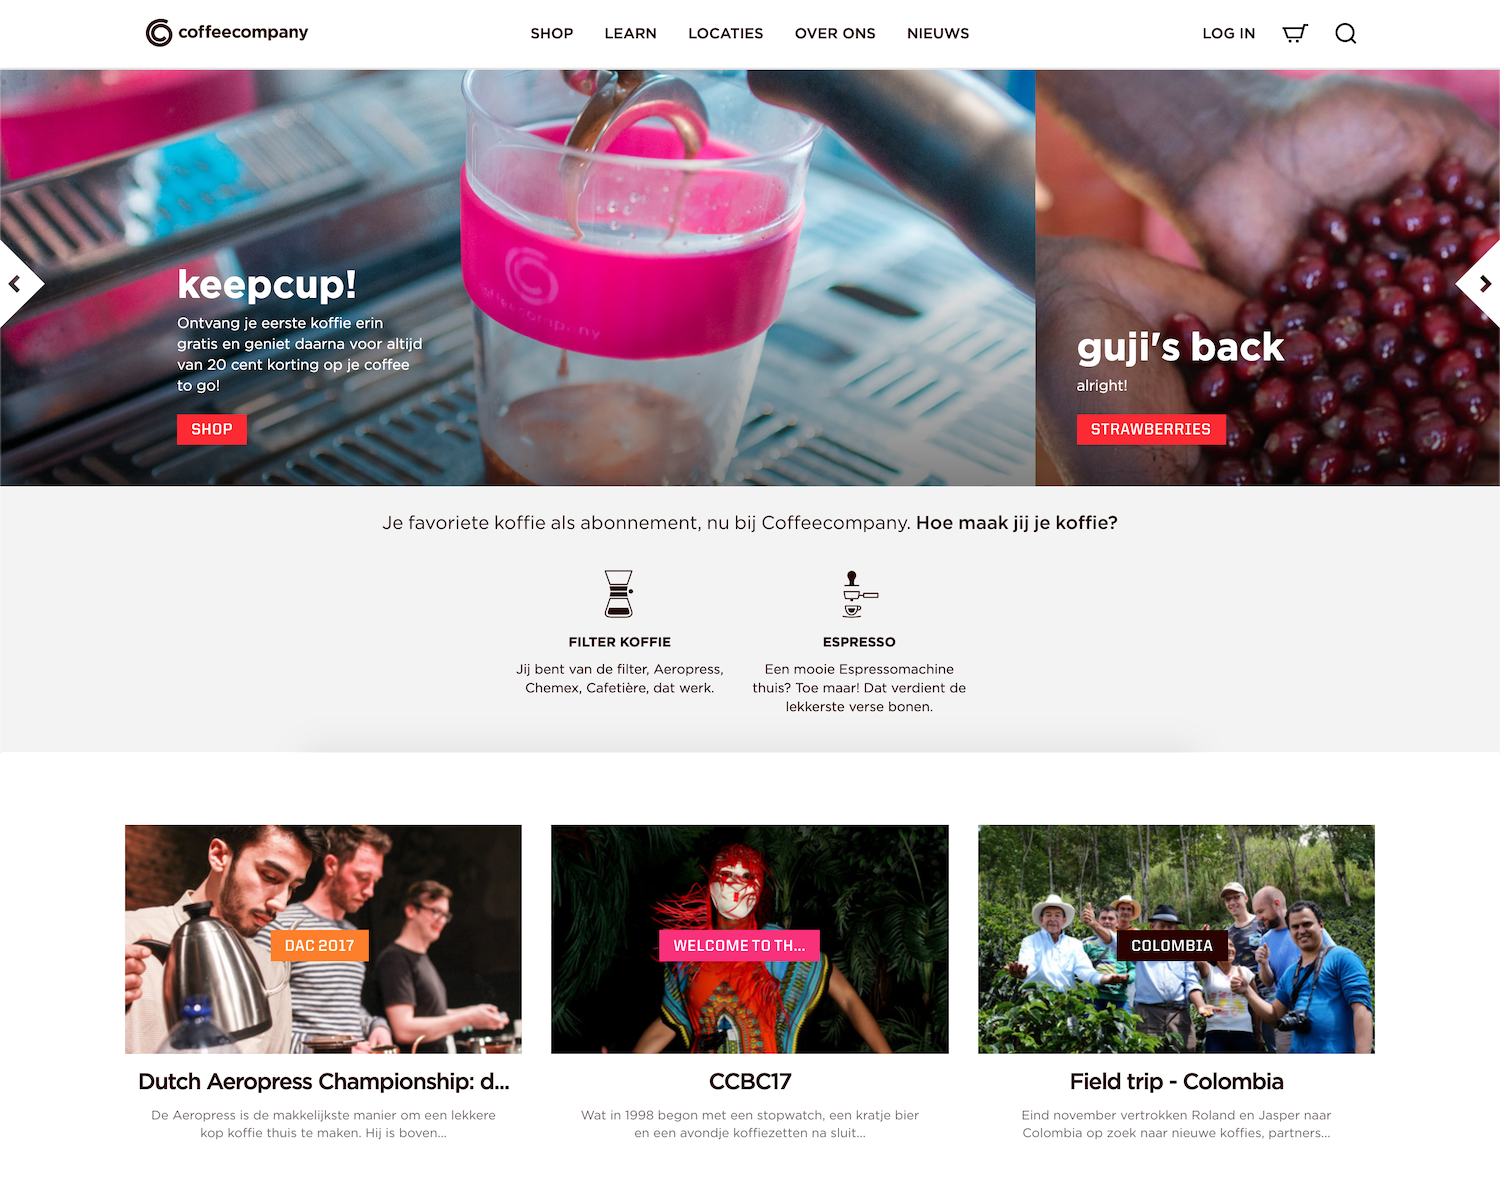 coffeecompany
SHOP LEARN LOCATIES OVER ONS NIEUWS
LOG IN
keepcup!
Ontvang je eerste koffie erin
gratis en geniet daarna voor altijd
van 20 cent korting op je coffee
to go!
SHOP
guji's back
alright!
STRAWBERRIES
Je favoriete koffie als abonnement, nu bij Coffeecompany. Hoe maak jij je koffie?
FILTER KOFFIE
Jij bent van de filter, Aeropress,
Chemex, Cafetière, dat werk.
ESPRESSO
Een mooie Espressomachine
thuis? Toe maar! Dat verdient de
lekkerste verse bonen.
DAC 2017
Dutch Aeropress Championship: d...
De Aeropress is de makkelijkste manier om een lekkere
kop koffie thuis te maken. Hij is boven...
WELCOME TO TH...
CCBC17
Wat in 1998 begon met een stopwatch, een kratje bier
en een avondje koffiezetten na sluit...
COLOMBIA
Field trip - Colombia
Eind november vertrokken Roland en Jasper naar
Colombia op zoek naar nieuwe koffies, partners...